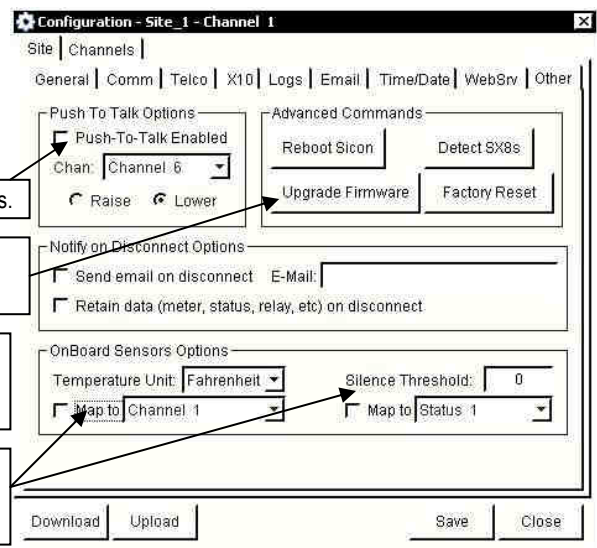 Configuration - Site_1 - Channel 1
Site Channels
General Comm Telco X10 Logs Email Time/Date WebSrv Other
Push To Talk Options
Push-To-Talk Enabled
Chan: Channel 6
Raise Lower
s.
Advanced Commands
Reboot Sicon Detect SX8s
Upgrade Firmware Factory Reset
Notify on Disconnect Options
Send email on disconnect E-Mail:
Retain data (meter, status, relay, etc) on disconnect
OnBoard Sensors Options
Temperature Unit: Fahrenheit Silence Threshold: 0
Map to Channel 1 Map to Status 1
Download Upload Save Close